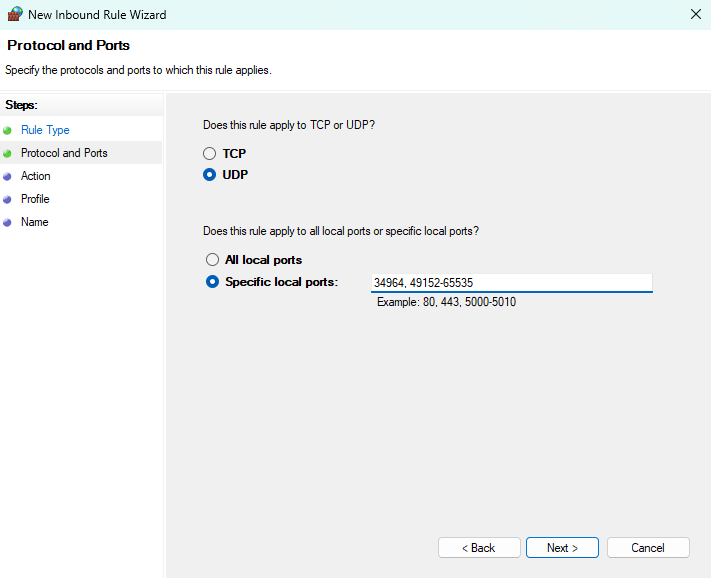 New Inbound Rule Wizard
Protocol and Ports
Specify the protocols and ports to which this rule applies.
Steps:
Rule Type
Protocol and Ports
Action
Profile
Name
Does this rule apply to TCP or UDP?
TCP
UDP
Does this rule apply to all local ports or specific local ports?
All local ports
Specific local ports: 34964, 49152-65535
Example: 80, 443, 5000-5010
< Back Next > Cancel